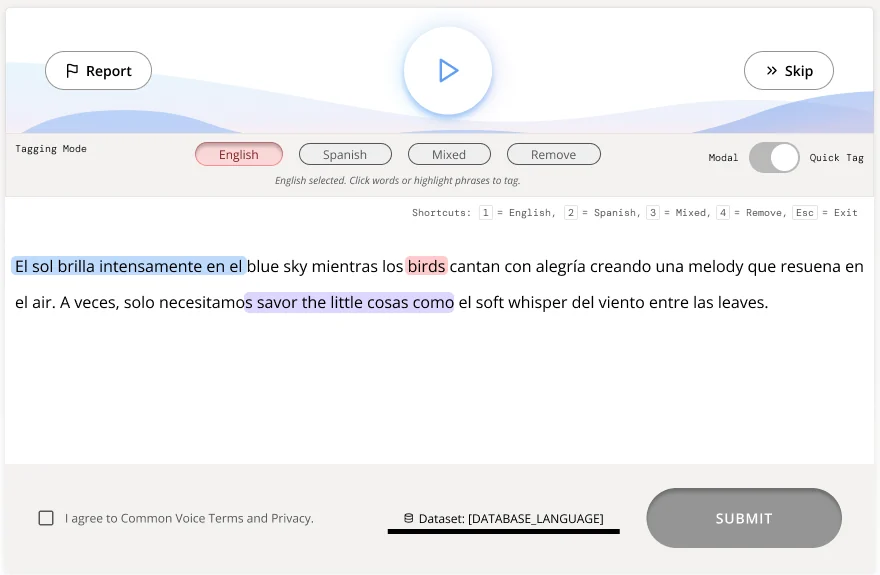 Report
Skip
Tagging Mode
English
Spanish
Mixed
Remove
Modal
Quick Tag
English selected. Click words or highlight phrases to tag.
Shortcuts: 1 = English, 2 = Spanish, 3 = Mixed, 4 = Remove, Esc = Exit
El sol brilla intensamente en el blue sky mientras los birds cantan con alegría creando una melody que resuena en
el air. A veces, solo necesitamos savor the little cosas como el soft whisper del viento entre las leaves.
I agree to Common Voice Terms and Privacy.
Dataset: [DATABASE_LANGUAGE]
SUBMIT